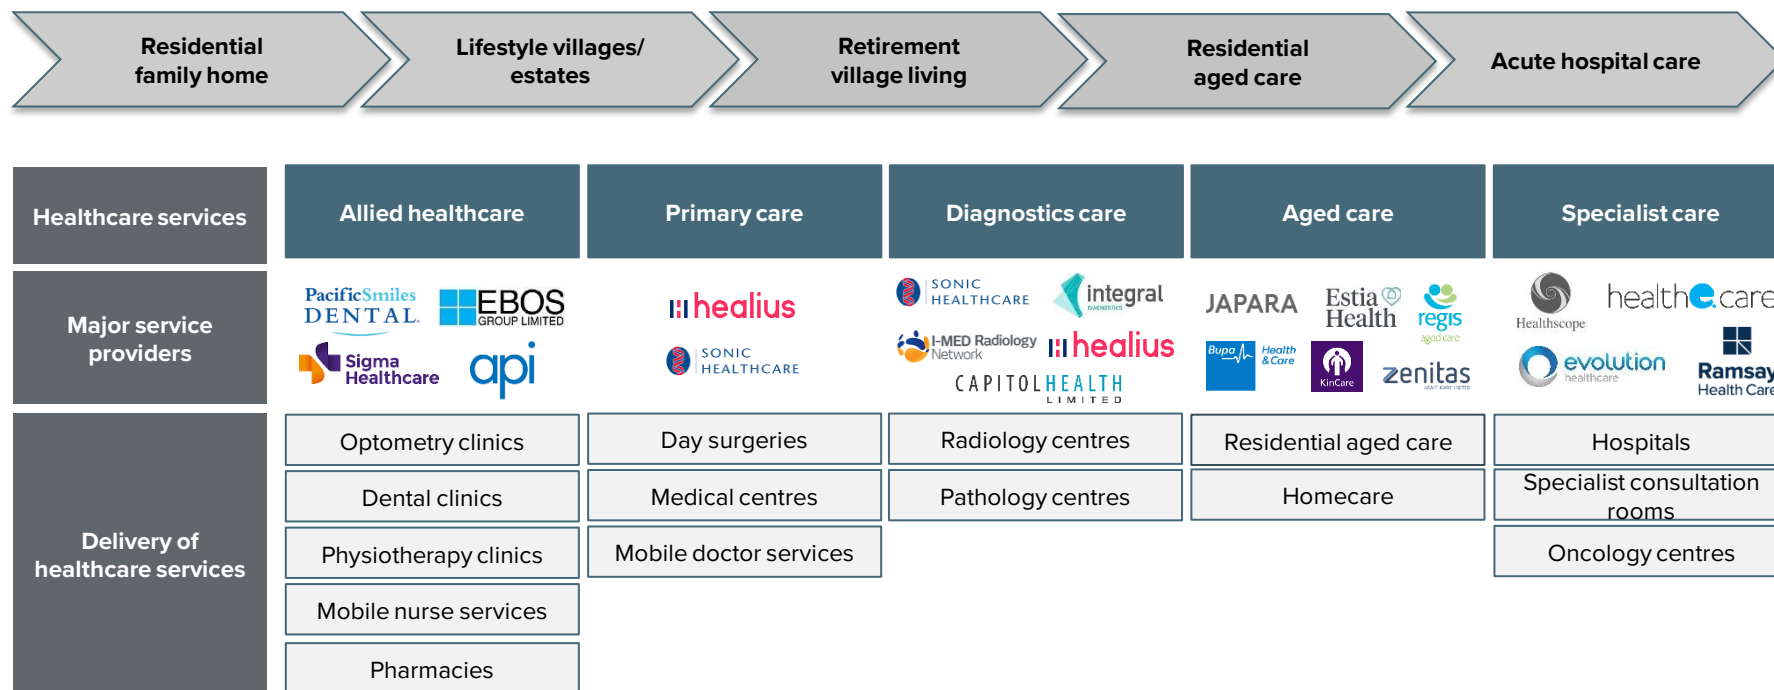 Residential
family home
Lifestyle villages/
estates
Retirement
village living
Residential
aged care
Acute hospital care
Healthcare services
Allied healthcare
Primary care
Diagnostics care
Aged care
Specialist care
Major service
providers
PacificSmiles
DENTAL
EBOS
GROUP LIMITED
Sigma
Healthcare
api
healius
SONIC
HEALTHCARE
SONIC
HEALTHCARE
integral
DIAGNOSTICS
I-MED Radiology
Network
healius
CAPITOL HEALTH
LIMITED
JAPARA
Estia
Health
regis
aged care
Bupa
Health
& Care
KinCare
zenitas
Healthscope
healthe.care
evolution
healthcare
Ramsay
Health Care
Delivery of
healthcare services
Optometry clinics
Dental clinics
Physiotherapy clinics
Mobile nurse services
Pharmacies
Day surgeries
Medical centres
Mobile doctor services
Radiology centres
Pathology centres
Residential aged care
Homecare
Hospitals
Specialist consultation
rooms
Oncology centres